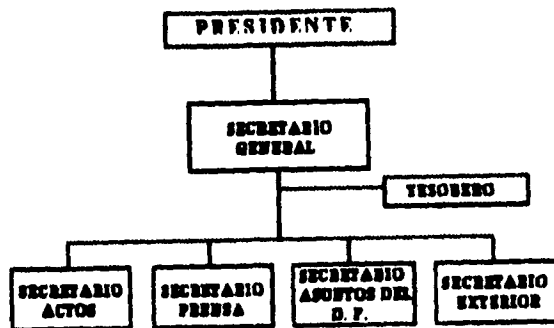 PRESIDENTE
SECRETARIO
GENERAL
TESORERO
SECRETARIO
ACTOS
SECRETARIO
PRENSA
SECRETARIO
ASUNTOS DEL
D. F.
SECRETARIO
EXTERIOR